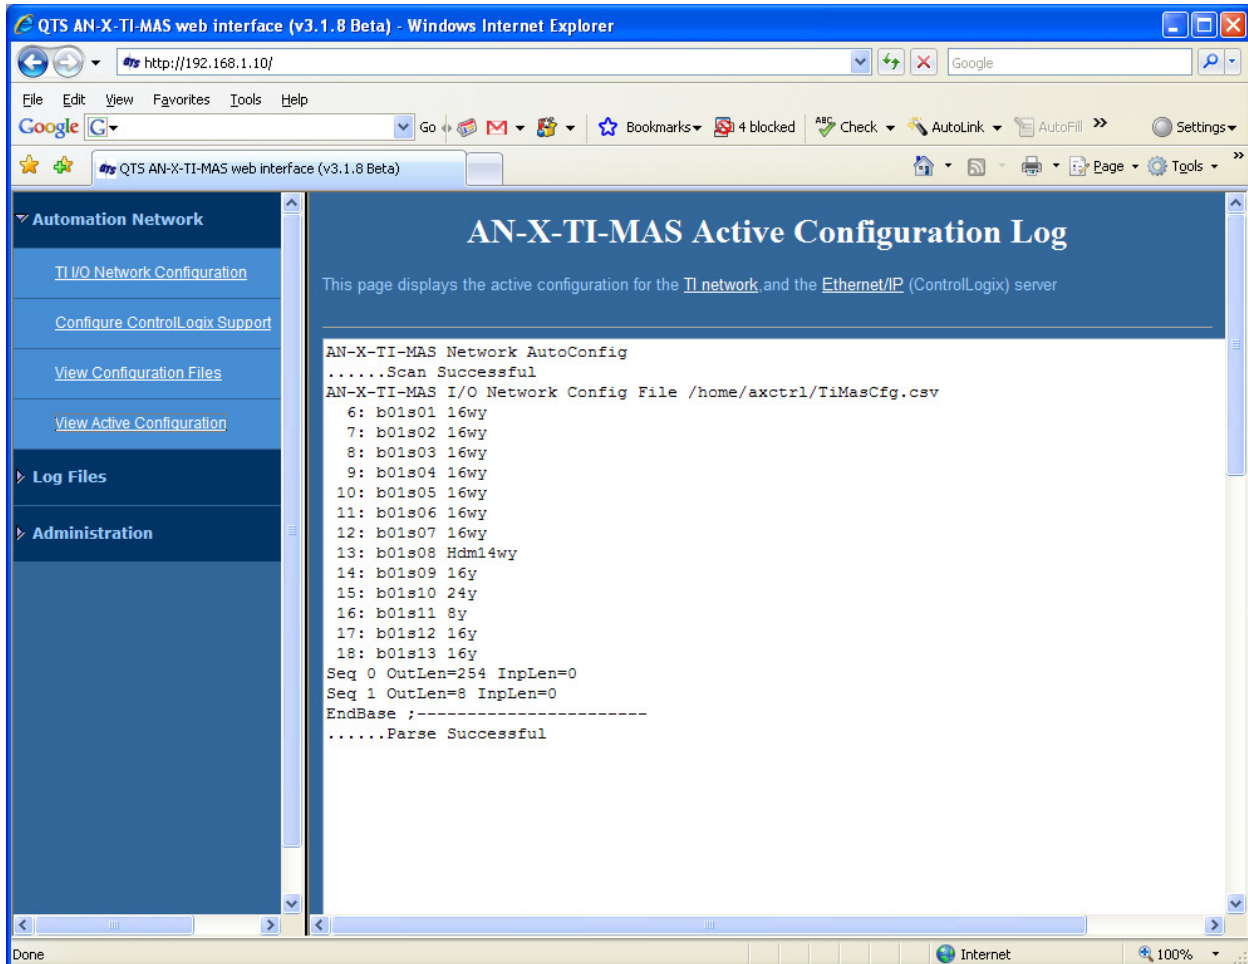 QTS AN-X-TI-MAS web interface (v3.1.8 Beta) - Windows Internet Explorer
http://192.168.1.10/
Google
File Edit View Favorites Tools Help
Google G Go Bookmarks 4 blocked ABC Check AutoLink AutoFill >> Settings
QTS AN-X-TI-MAS web interface (v3.1.8 Beta) Page Tools >>
Automation Network
TI I/O Network Configuration
Configure ControlLogix Support
View Configuration Files
View Active Configuration
Log Files
Administration
AN-X-TI-MAS Active Configuration Log
This page displays the active configuration for the TI network,and the Ethernet/IP (ControlLogix) server
AN-X-TI-MAS Network AutoConfig
......Scan Successful
AN-X-TI-MAS I/O Network Config File /home/axctrl/TiMasCfg.csv
6: b01s01 16wy
7: b01s02 16wy
8: b01s03 16wy
9: b01s04 16wy
10: b01s05 16wy
11: b01s06 16wy
12: b01s07 16wy
13: b01s08 Hdm14wy
14: b01s09 16y
15: b01s10 24y
16: b01s11 8y
17: b01s12 16y
18: b01s13 16y
Seq 0 OutLen=254 InpLen=0
Seq 1 OutLen=8 InpLen=0
EndBase ;-----------------------
......Parse Successful
Done
Internet
100%